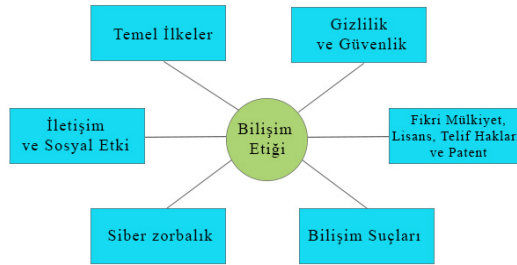 Temel İlkeler
Gizlilik
ve Güvenlik
İletişim
ve Sosyal Etki
Bilişim
Etiği
Fikri Mülkiyet,
Lisans, Telif Haklar
ve Patent
Siber zorbalık
Bilişim Suçları